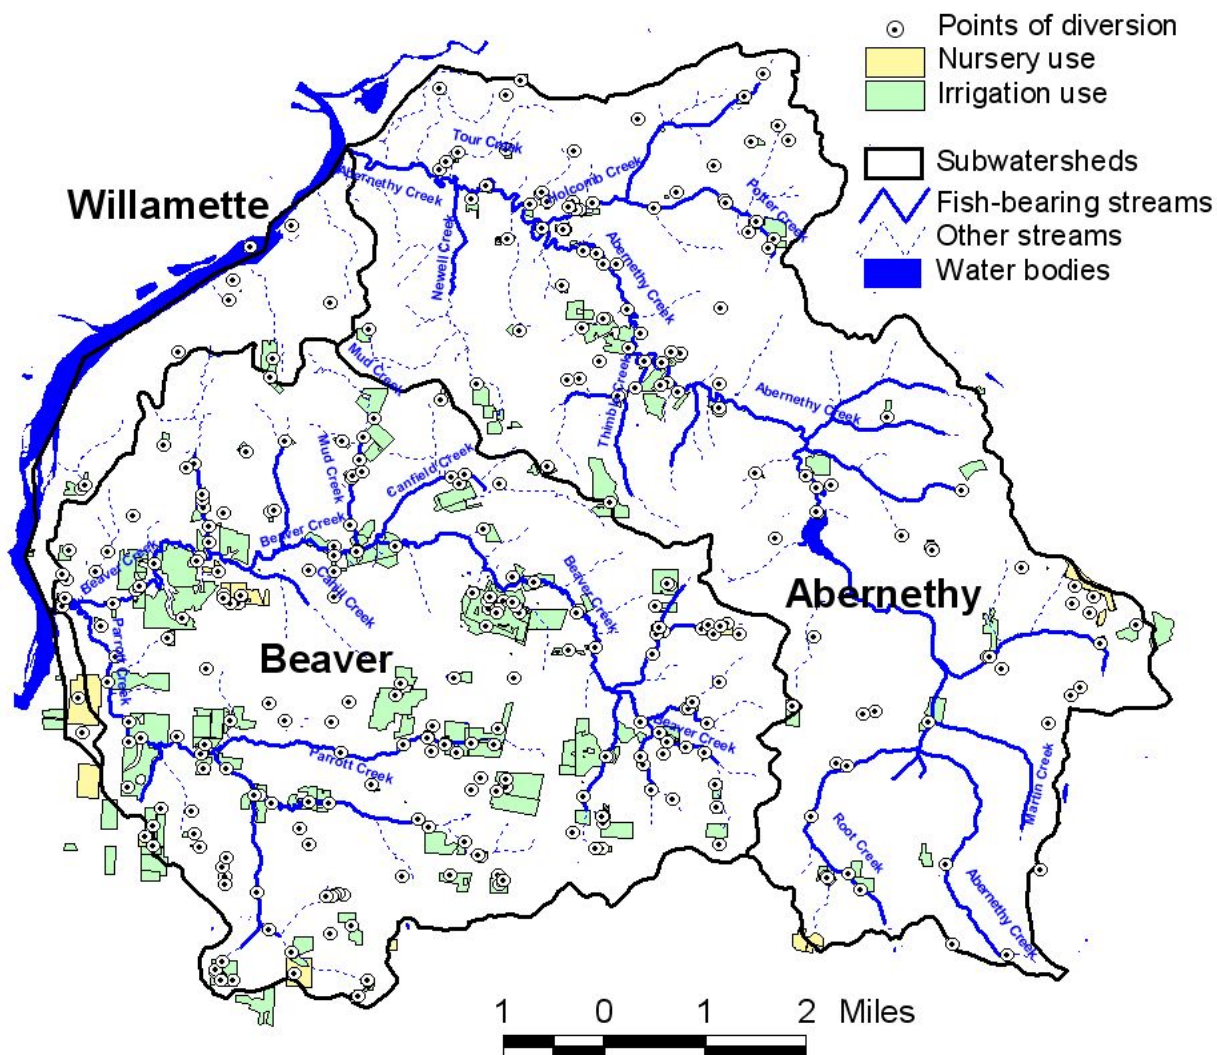 Points of diversion
Nursery use
Irrigation use
Subwatersheds
Fish-bearing streams
Other streams
Water bodies
Tour Creek
Abernethy Creek
Holcomb Creek
Potter Creek
Willamette
Newell Creek
Abernethy Creek
Mud Creek
Thimble Creek
Abernethy Creek
Mud Creek
Canfield Creek
Beaver Creek
Beaver Creek
Cahill Creek
Beaver Creek
Abernethy
Parrott Creek
Beaver
Beaver Creek
Parrott Creek
Martin Creek
Root Creek
Abernethy Creek
1 0 1 2 Miles